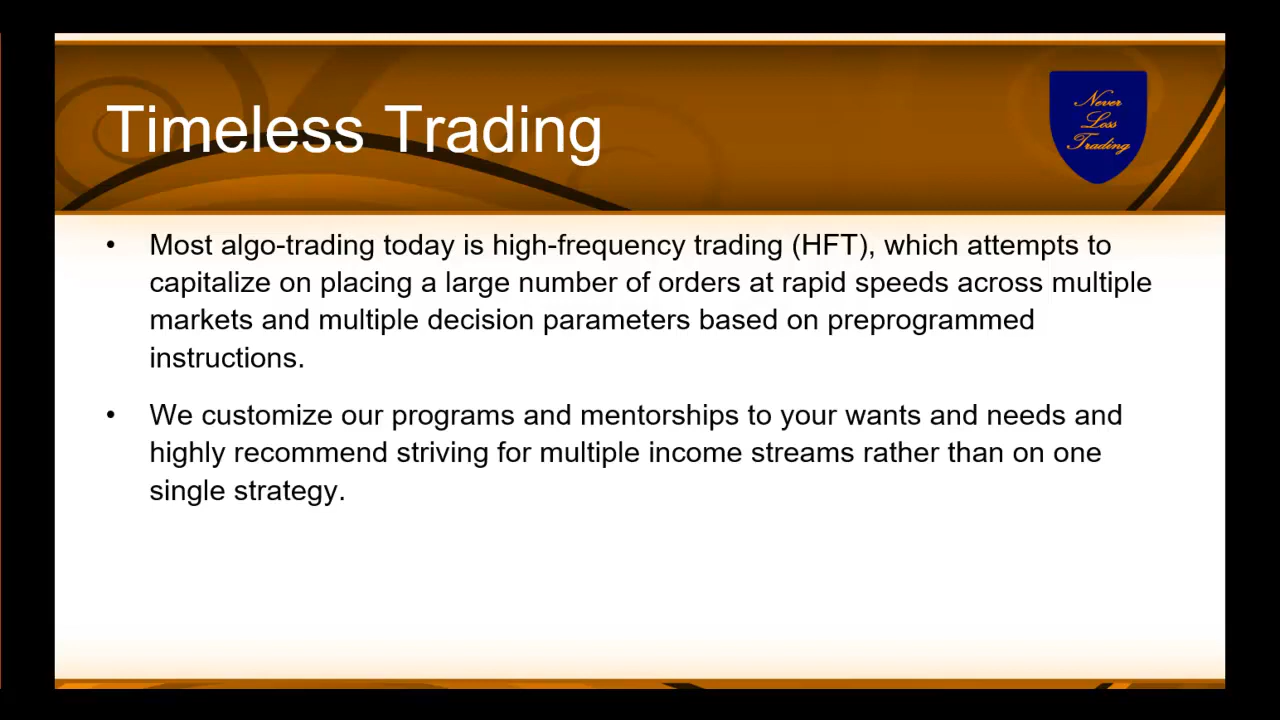 Timeless Trading
Never
Loss
Trading
• Most algo-trading today is high-frequency trading (HFT), which attempts to
capitalize on placing a large number of orders at rapid speeds across multiple
markets and multiple decision parameters based on preprogrammed
instructions.
• We customize our programs and mentorships to your wants and needs and
highly recommend striving for multiple income streams rather than on one
single strategy.